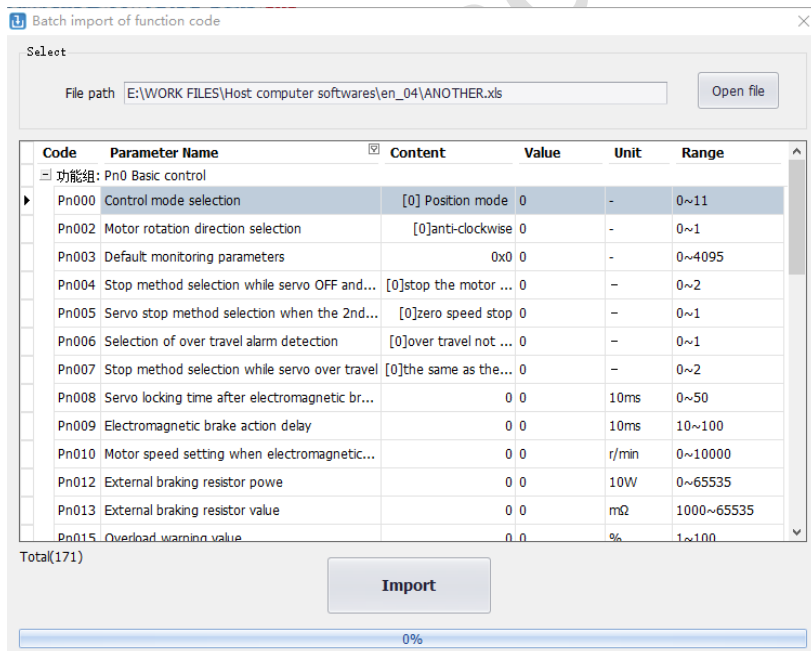 Batch import of function code
Select
File path E:\WORK FILES\Host computer softwares\en_04\ANOTHER.xls Open file
Code Parameter Name Content Value Unit Range
功能组: Pn0 Basic control
Pn000 Control mode selection [0] Position mode 0 - 0~11
Pn002 Motor rotation direction selection [0]anti-clockwise 0 - 0~1
Pn003 Default monitoring parameters 0x0 0 - 0~4095
Pn004 Stop method selection while servo OFF and... [0]stop the motor ... 0 – 0~2
Pn005 Servo stop method selection when the 2nd... [0]zero speed stop 0 – 0~1
Pn006 Selection of over travel alarm detection [0]over travel not ... 0 – 0~1
Pn007 Stop method selection while servo over travel [0]the same as the... 0 – 0~2
Pn008 Servo locking time after electromagnetic br... 0 0 10ms 0~50
Pn009 Electromagnetic brake action delay 0 0 10ms 10~100
Pn010 Motor speed setting when electromagnetic... 0 0 r/min 0~10000
Pn012 External braking resistor powe 0 0 10W 0~65535
Pn013 External braking resistor value 0 0 mΩ 1000~65535
Pn015 Overload warning value 0 0 % 1~100
Total(171)
Import
0%